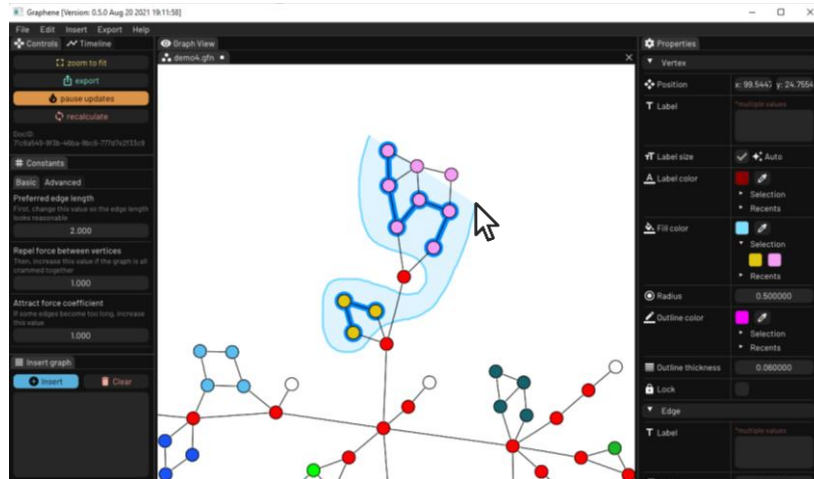 Graphene [Version: 0.5.0 Aug 20 2021 19:11:58]
File Edit Insert Export Help
Controls Timeline
zoom to fit
export
pause updates
recalculate
DocID:
Constants
Basic Advanced
Preferred edge length
First, change this value so the edge length
looks reasonable
2.000
Repel force between vertices
Then, increase this value if the graph is all
crammed together
1.000
Attract force coefficient
If some edges become too long, increase
this value
1.000
Insert graph
Insert Clear
Graph View
demo4.gfn
Properties
Vertex
Position x: 99.5447 y: 24.7554
Label *multiple values
Label size Auto
Label color
Selection
Recents
Fill color
Selection
Recents
Radius 0.500000
Outline color
Selection
Recents
Outline thickness 0.060000
Lock
Edge
Label *multiple values